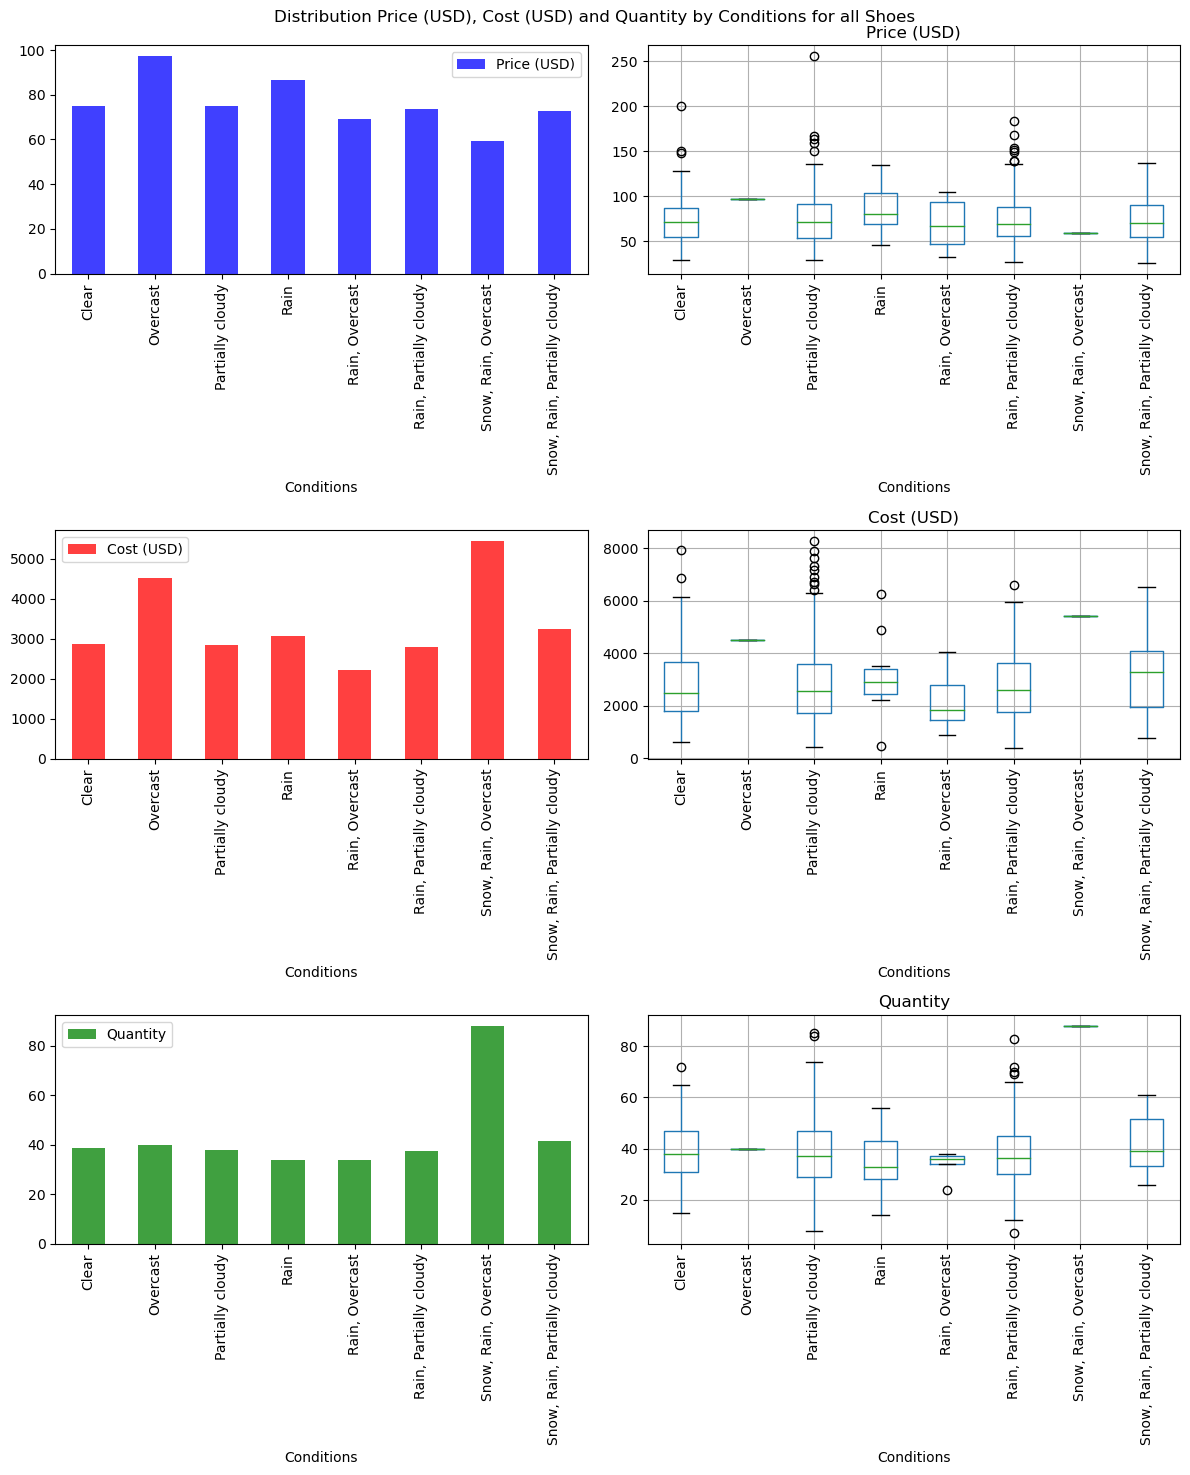 Distribution Price (USD), Cost (USD) and Quantity by Conditions for all Shoes
Price (USD)
100
80
60
40
20
0
Clear
Overcast
Partially cloudy
Rain
Rain, Overcast
Rain, Partially cloudy
Snow, Rain, Overcast
Snow, Rain, Partially cloudy
Conditions
Price (USD)
250
200
150
100
50
Clear
Overcast
Partially cloudy
Rain
Rain, Overcast
Rain, Partially cloudy
Snow, Rain, Overcast
Snow, Rain, Partially cloudy
Conditions
Cost (USD)
5000
4000
3000
2000
1000
0
Clear
Overcast
Partially cloudy
Rain
Rain, Overcast
Rain, Partially cloudy
Snow, Rain, Overcast
Snow, Rain, Partially cloudy
Conditions
Cost (USD)
8000
6000
4000
2000
0
Clear
Overcast
Partially cloudy
Rain
Rain, Overcast
Rain, Partially cloudy
Snow, Rain, Overcast
Snow, Rain, Partially cloudy
Conditions
Quantity
80
60
40
20
0
Clear
Overcast
Partially cloudy
Rain
Rain, Overcast
Rain, Partially cloudy
Snow, Rain, Overcast
Snow, Rain, Partially cloudy
Conditions
Quantity
80
60
40
20
Clear
Overcast
Partially cloudy
Rain
Rain, Overcast
Rain, Partially cloudy
Snow, Rain, Overcast
Snow, Rain, Partially cloudy
Conditions